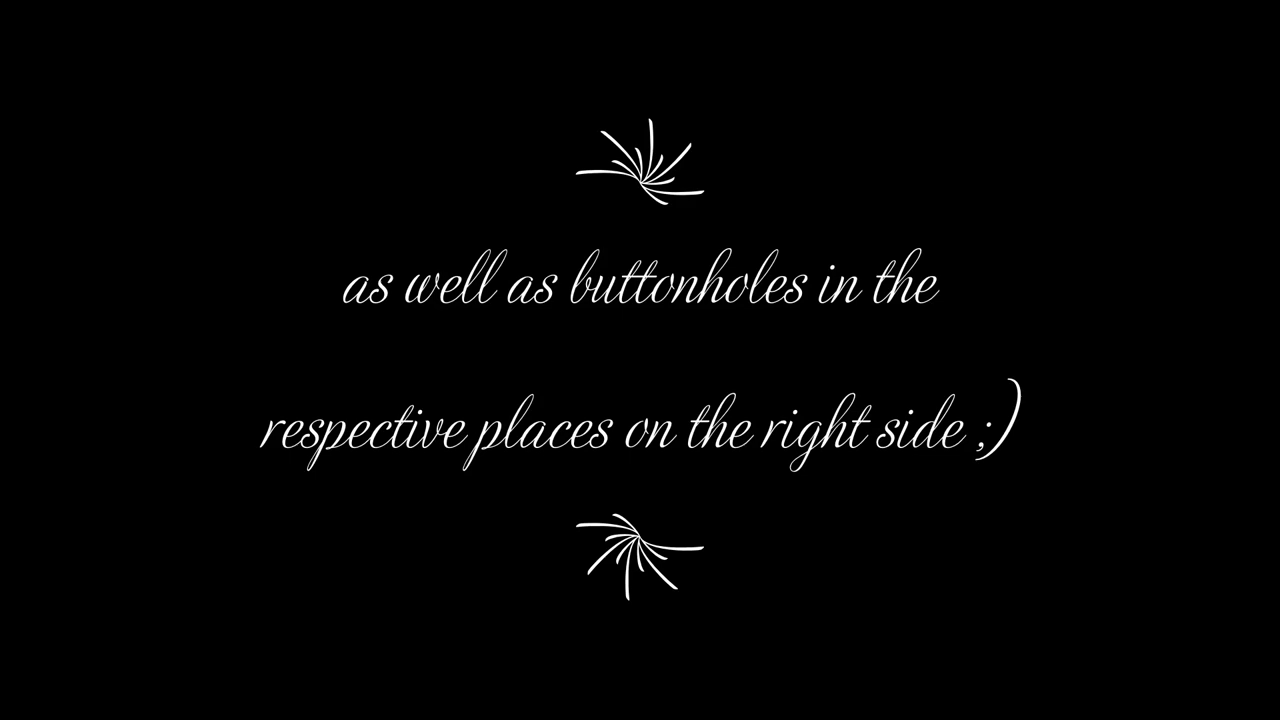 as well as buttonholes in the
respective places on the right side ;)